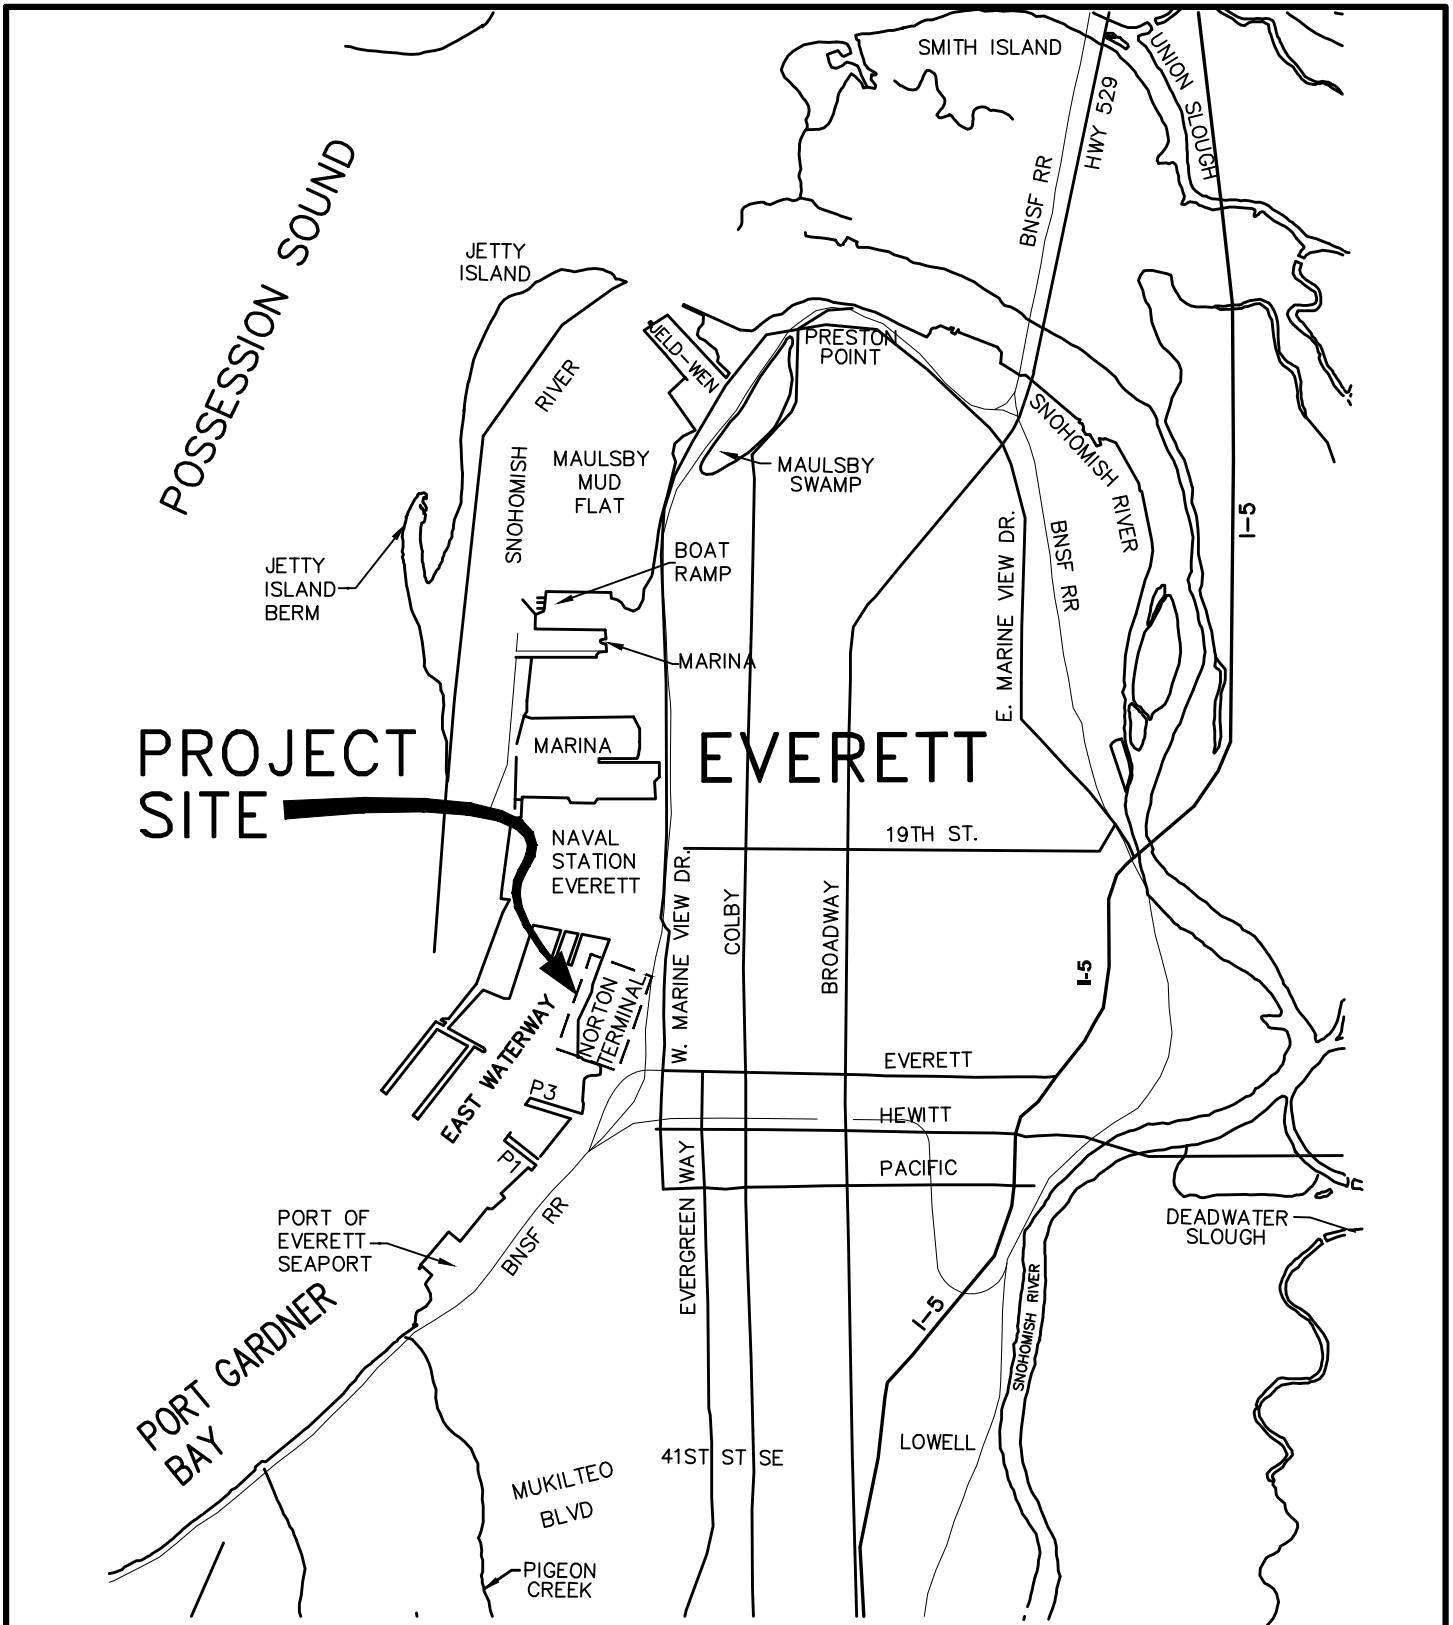 SMITH ISLAND
UNION SLOUGH
HWY 529
BNSF RR
POSSESSION SOUND
JETTY
ISLAND
RIVER
SNOHOMISH
JELD-WEN
PRESTON
POINT
SNOHOMISH RIVER
MAULSBY
MUD
FLAT
MAULSBY
SWAMP
I-5
E. MARINE VIEW DR.
BNSF RR
JETTY
ISLAND
BERM
BOAT
RAMP
MARINA
MARINA
PROJECT
SITE
EVERETT
NAVAL
STATION
EVERETT
19TH ST.
W. MARINE VIEW DR.
COLBY
BROADWAY
I-5
NORTON
TERMINAL
EAST WATERWAY
P3
P1
EVERETT
HEWITT
PACIFIC
EVERGREEN WAY
BNSF RR
PORT OF
EVERETT
SEAPORT
DEADWATER
SLOUGH
SNOHOMISH RIVER
I-5
PORT GARDNER
BAY
41ST ST SE
LOWELL
MUKILTEO
BLVD
PIGEON
CREEK